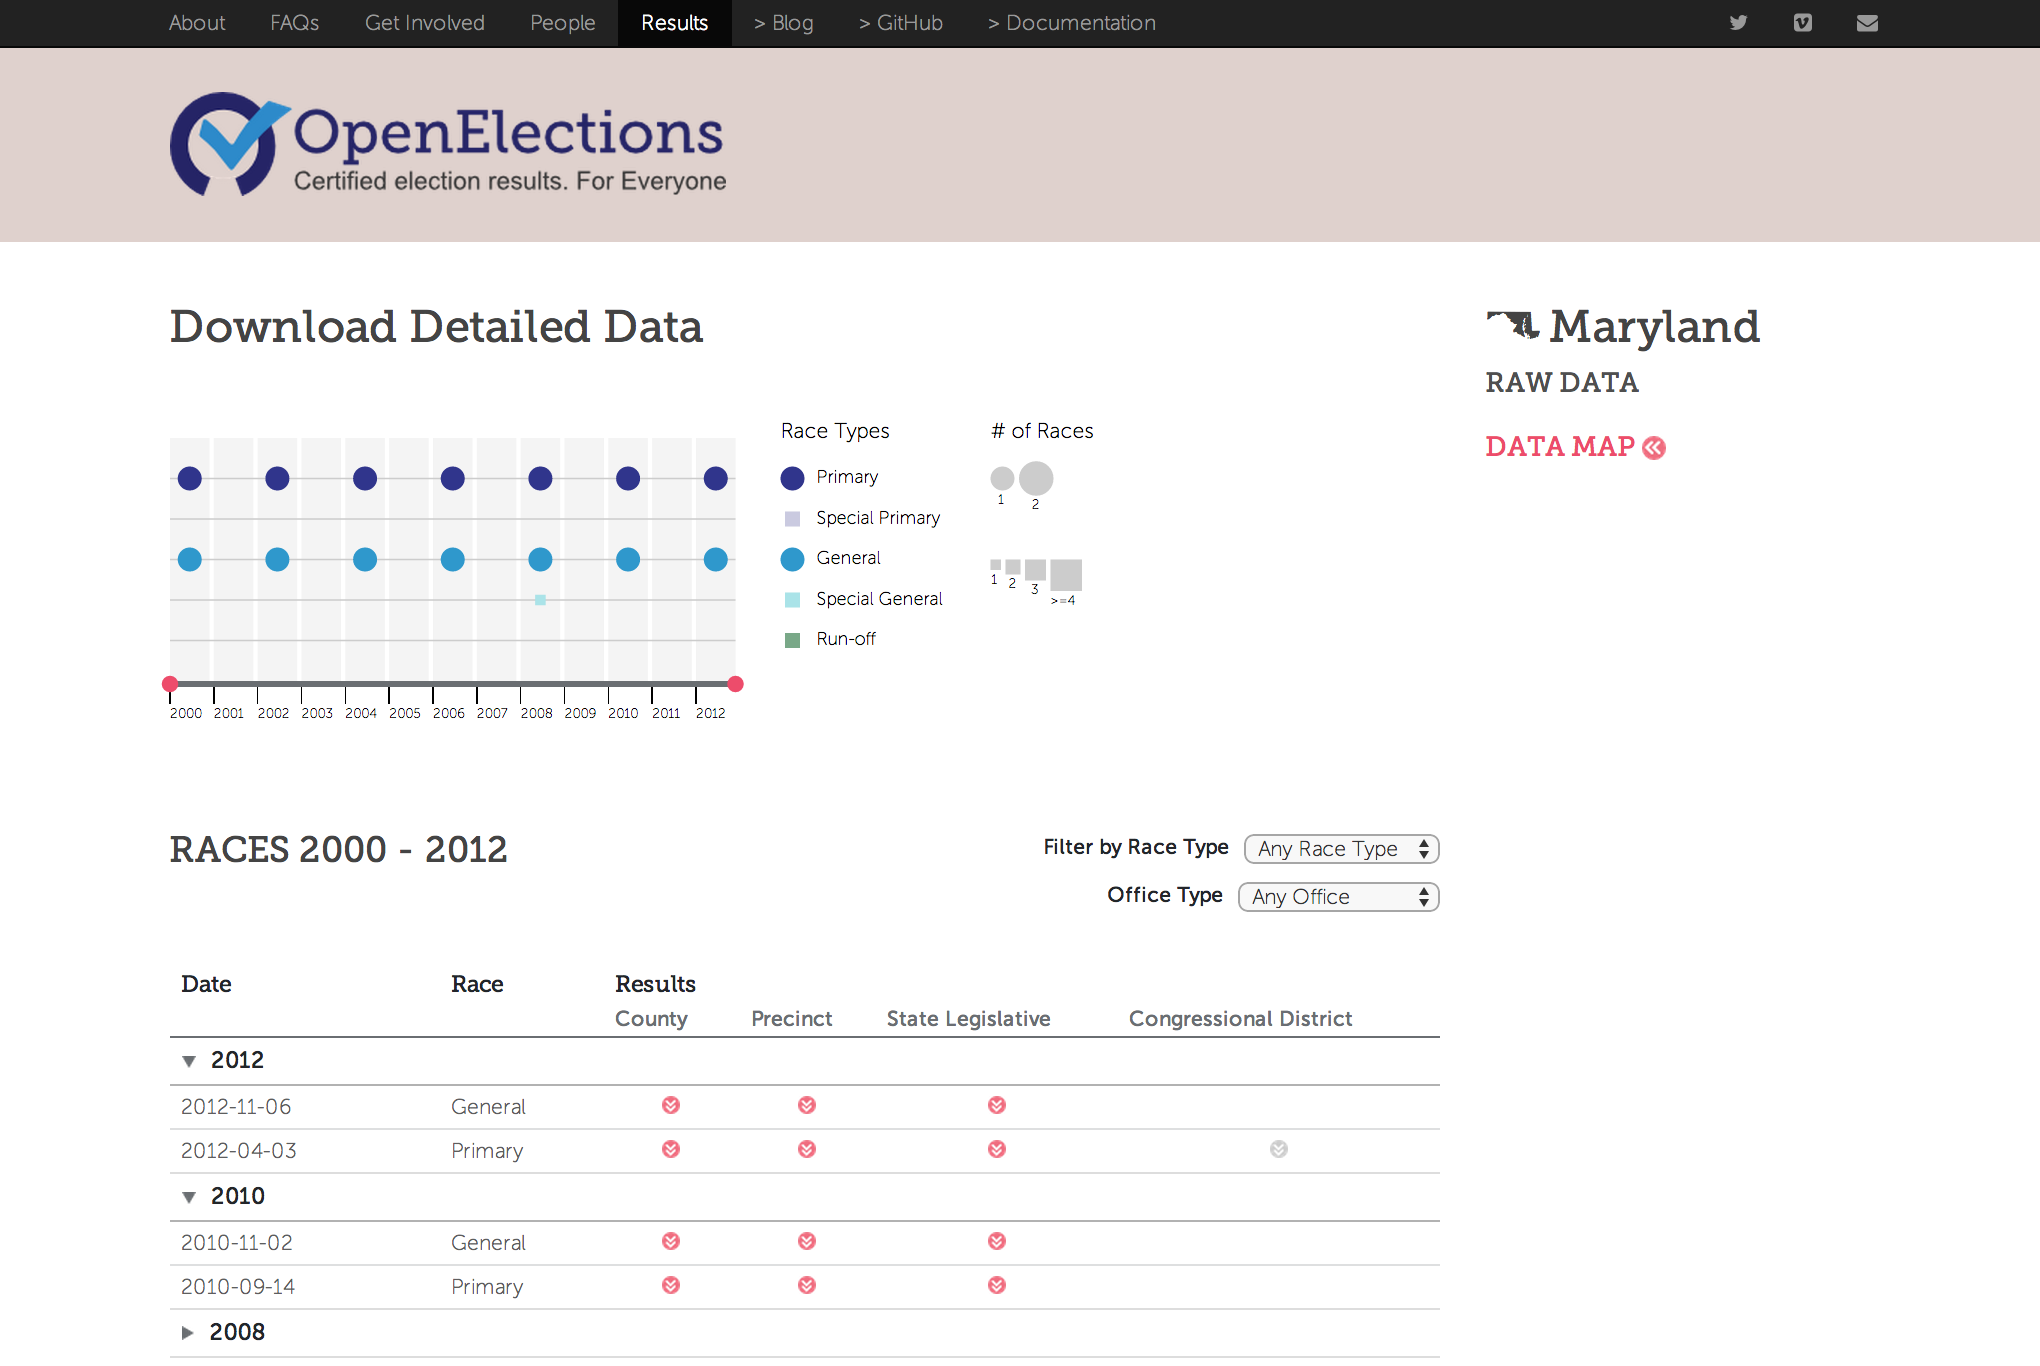 About FAQs Get Involved People Results > Blog > GitHub > Documentation
OpenElections
Certified election results. For Everyone
Download Detailed Data
Maryland
RAW DATA
DATA MAP
Race Types # of Races
Primary
1 2
Special Primary
General
1 2 3 >=4
Special General
Run-off
2000 2001 2002 2003 2004 2005 2006 2007 2008 2009 2010 2011 2012
RACES 2000 - 2012
Filter by Race Type Any Race Type
Office Type Any Office
Date Race Results
County Precinct State Legislative Congressional District
2012
2012-11-06 General
2012-04-03 Primary
2010
2010-11-02 General
2010-09-14 Primary
2008